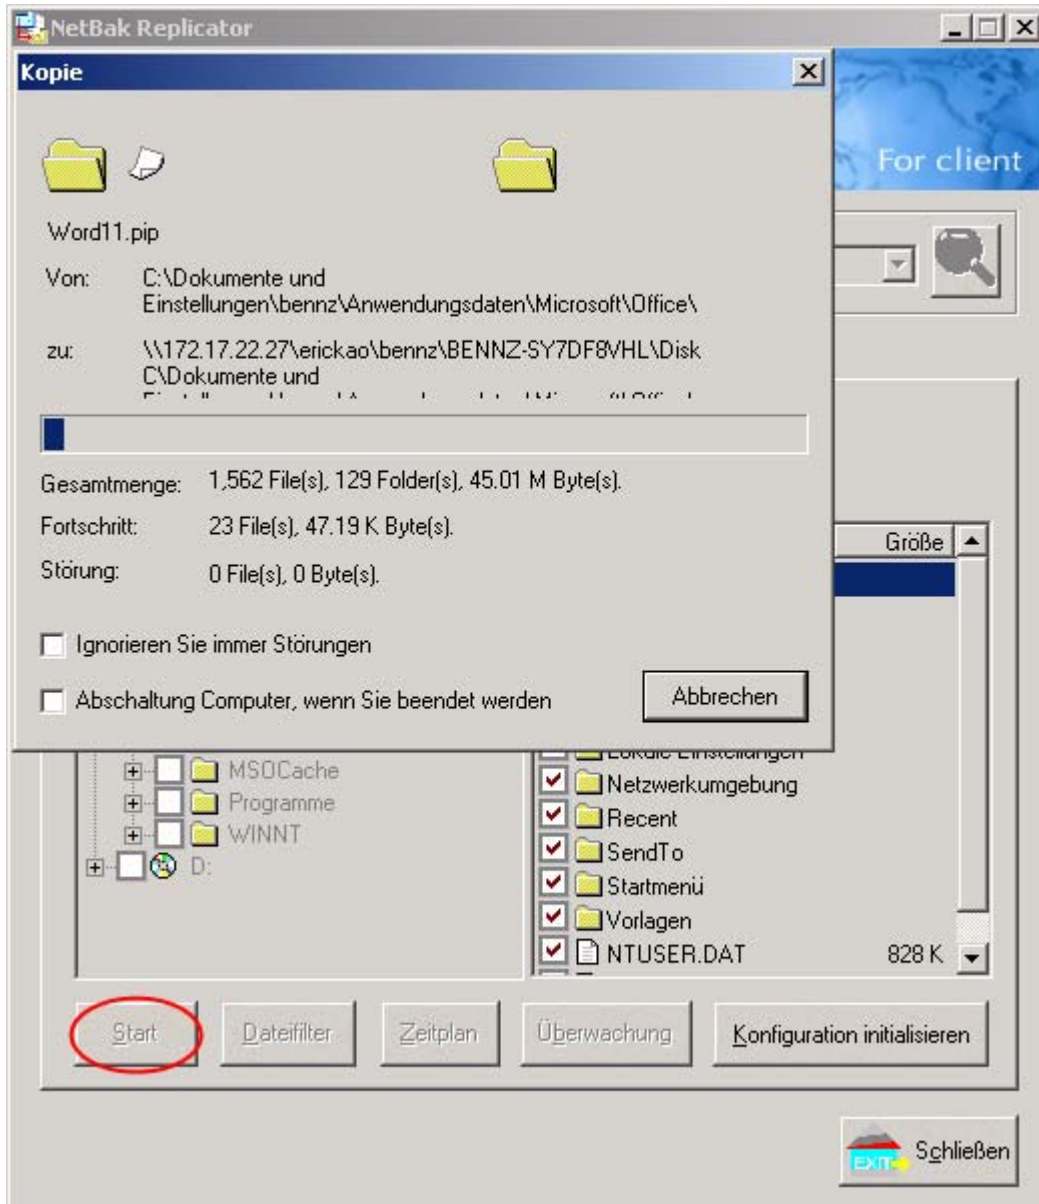 NetBak Replicator
Kopie
For client
Word11.pip
Von: C:\Dokumente und
Einstellungen\bennz\Anwendungsdaten\Microsoft\Office\
zu: \\172.17.22.27\erickao\bennz\BENNZ-SY7DF8VHL\Disk
C\Dokumente und
Gesamtmenge: 1,562 File(s), 129 Folder(s), 45.01 M Byte(s).
Fortschritt: 23 File(s), 47.19 K Byte(s).
Störung: 0 File(s), 0 Byte(s).
Größe
Ignorieren Sie immer Störungen
Abschaltung Computer, wenn Sie beendet werden
Abbrechen
MSOCache
Programme
WINNT
D:
Lokale Einstellungen
Netzwerkumgebung
Recent
SendTo
Startmenü
Vorlagen
NTUSER.DAT 828 K
Start
Dateifilter
Zeitplan
Überwachung
Konfiguration initialisieren
EXIT
Schließen